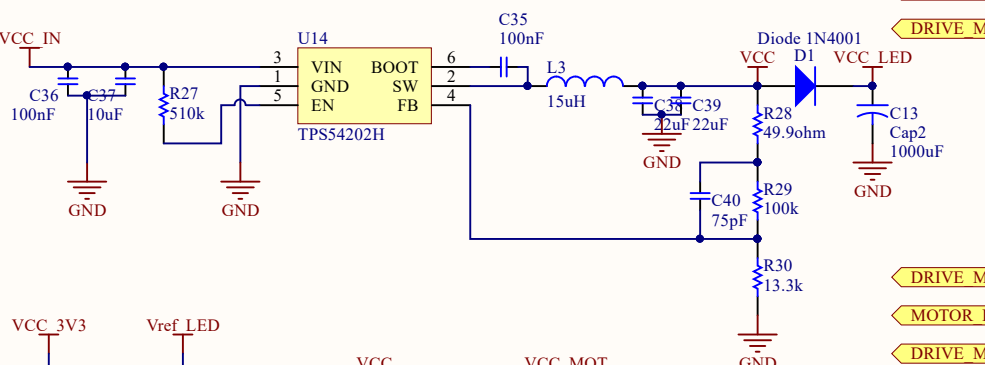 DRIVE_M
VCC_IN
C36
100nF
C37
10uF
GND
R27
510k
U14
3 VIN BOOT 6
1 GND SW 2
5 EN FB 4
TPS54202H
GND
C35
100nF
L3
15uH
C38
22uF
C39
22uF
GND
VCC
Diode 1N4001
D1
VCC_LED
C13
Cap2
1000uF
GND
R28
49.9ohm
C40
75pF
R29
100k
R30
13.3k
GND
DRIVE_M
MOTOR_
DRIVE_M
VCC_3V3
Vref_LED
VCC
VCC_MOT